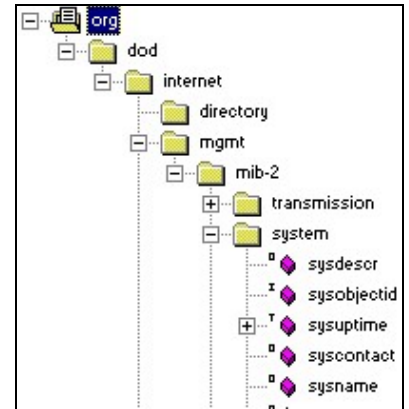 org
dod
internet
directory
mgmt
mib-2
transmission
system
sysdescr
sysobjectid
sysuptime
syscontact
sysname